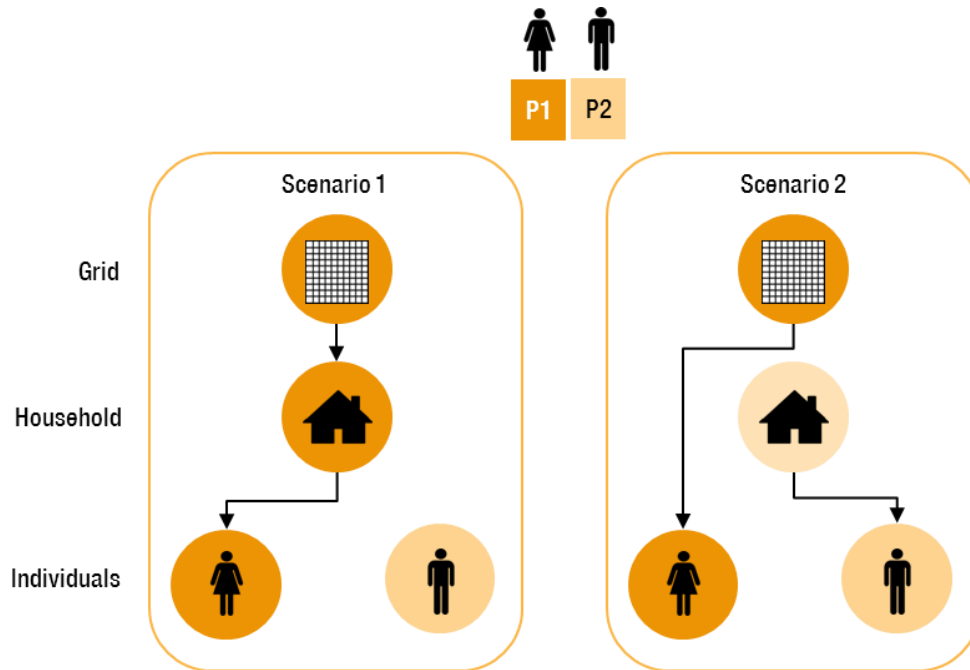 P1 P2
Scenario 1 Scenario 2
Grid
Household
Individuals